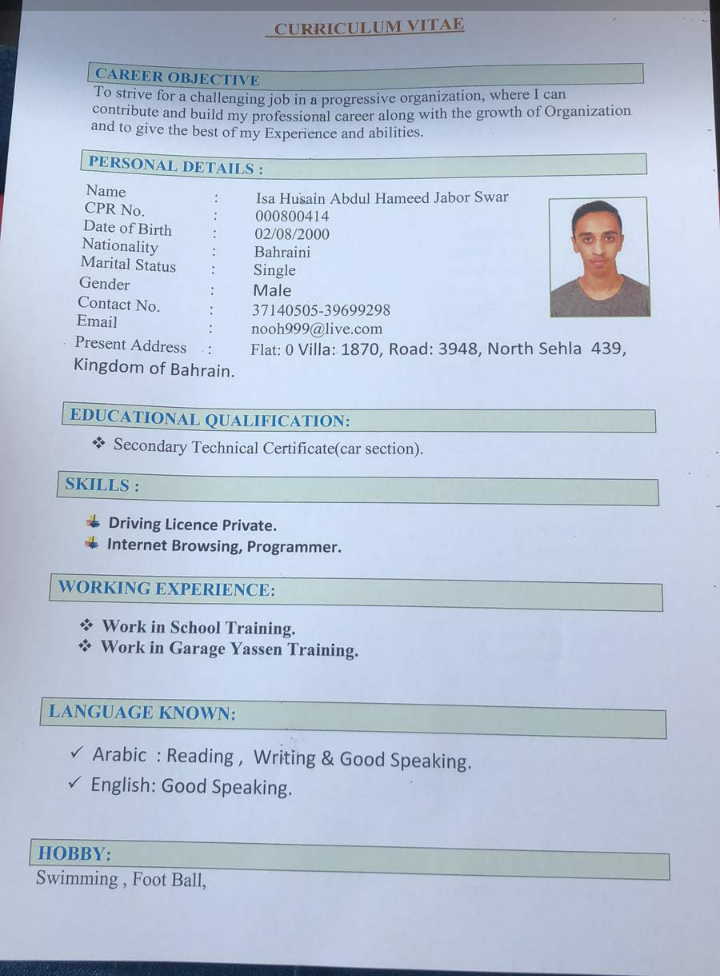 CURRICULUM VITAE
CAREER OBJECTIVE
To strive for a challenging job in a progressive organization, where I can
contribute and build my professional career along with the growth of Organization
and to give the best of my Experience and abilities.
PERSONAL DETAILS :
Name : Isa Husain Abdul Hameed Jabor Swar
CPR No. : 000800414
Date of Birth : 02/08/2000
Nationality : Bahraini
Marital Status : Single
Gender : Male
Contact No. : 37140505-39699298
Email : nooh999@live.com
Present Address : Flat: 0 Villa: 1870, Road: 3948, North Sehla 439,
Kingdom of Bahrain.
EDUCATIONAL QUALIFICATION:
❖ Secondary Technical Certificate(car section).
SKILLS :
Driving Licence Private.
Internet Browsing, Programmer.
WORKING EXPERIENCE:
❖ Work in School Training.
❖ Work in Garage Yassen Training.
LANGUAGE KNOWN:
✓ Arabic : Reading , Writing & Good Speaking.
✓ English: Good Speaking.
HOBBY:
Swimming , Foot Ball,